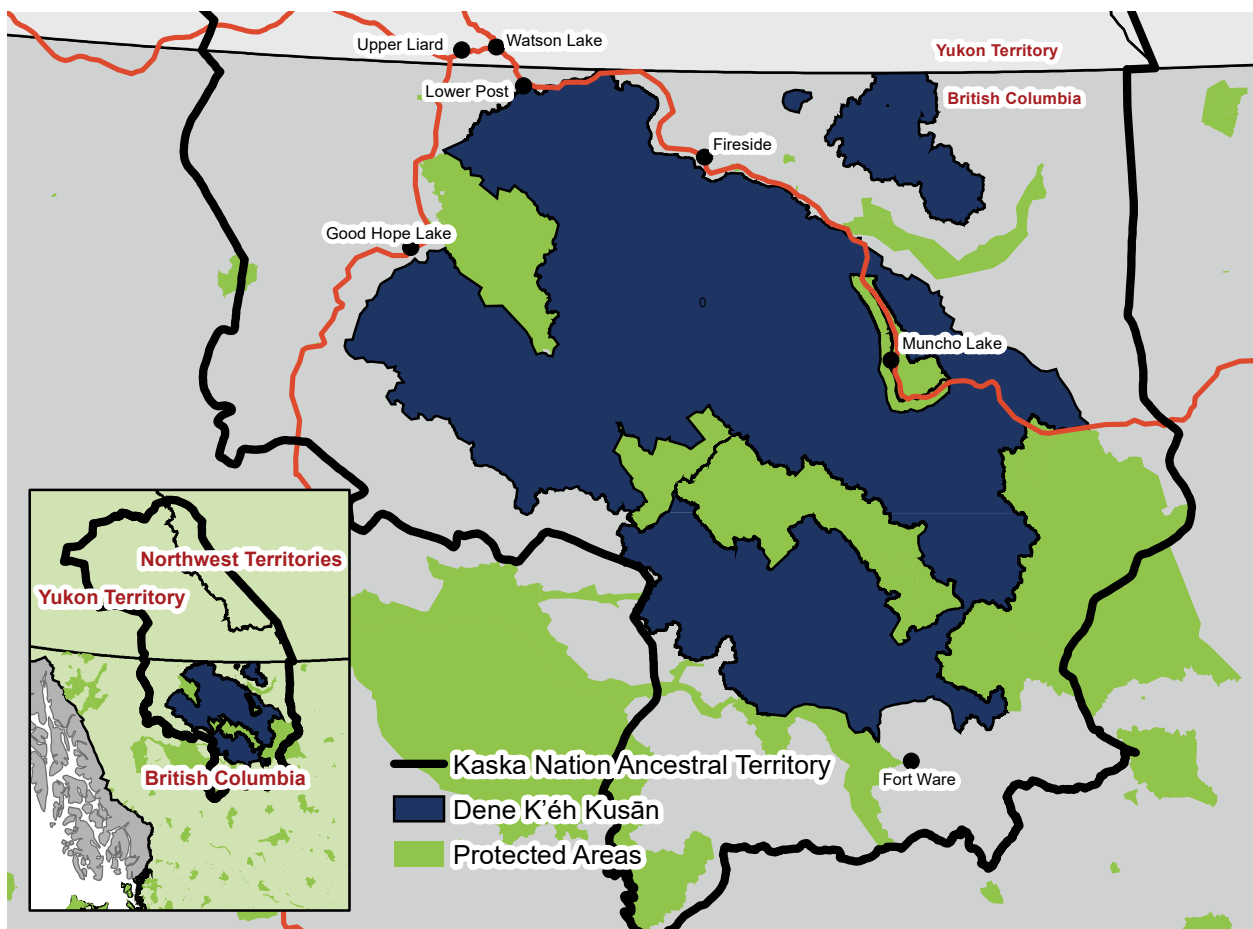 Upper Liard
Watson Lake
Yukon Territory
Lower Post
British Columbia
Fireside
Good Hope Lake
0
Muncho Lake
Northwest Territories
Yukon Territory
British Columbia
Kaska Nation Ancestral Territory
Dene K’éh Kusān
Protected Areas
Fort Ware